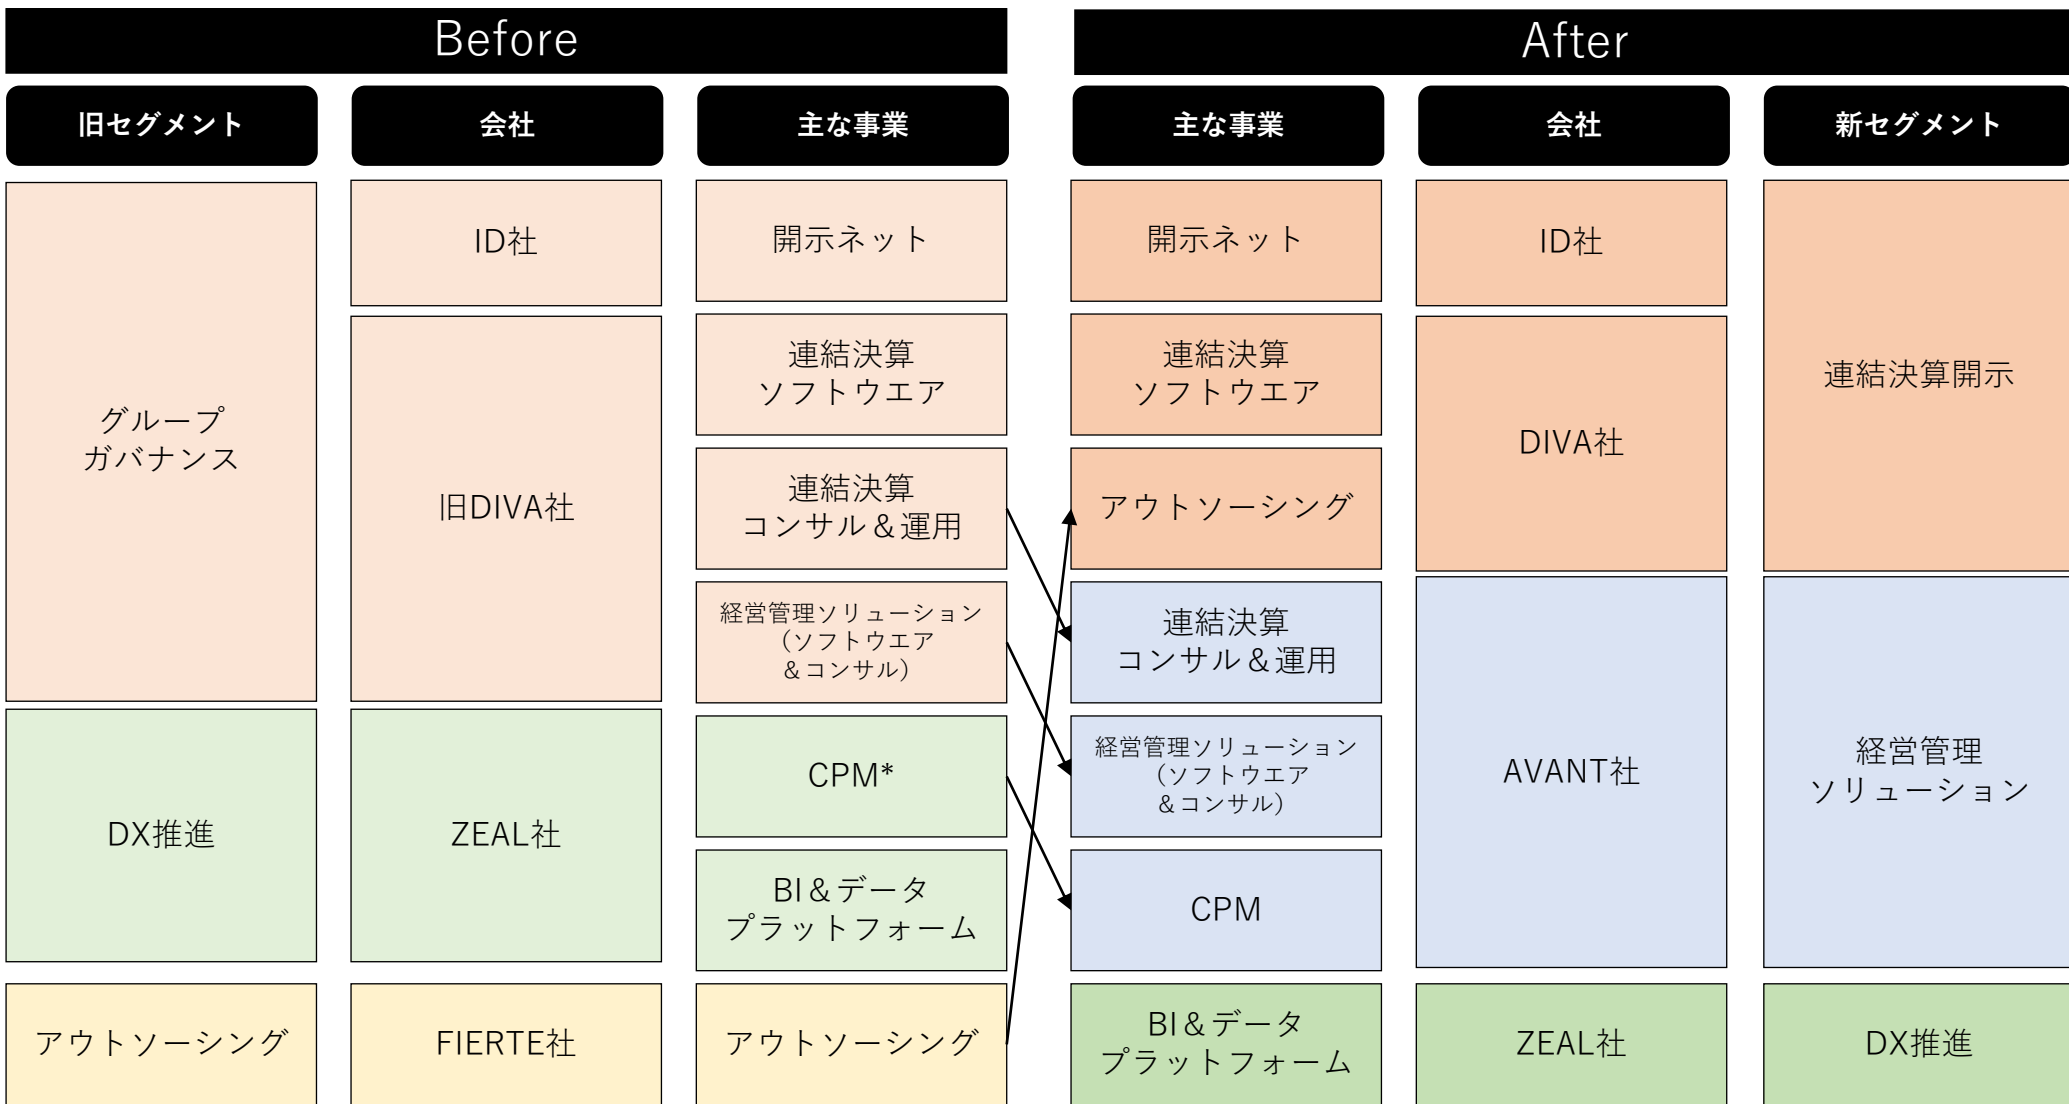 Before
After
旧セグメント
会社
主な事業
主な事業
会社
新セグメント
グループ
ガバナンス
DX推進
アウトソーシング
ID社
旧DIVA社
ZEAL社
FIERTE社
開示ネット
連結決算
ソフトウエア
連結決算
コンサル＆運用
経営管理ソリューション
（ソフトウエア
＆コンサル）
CPM*
BI＆データ
プラットフォーム
アウトソーシング
開示ネット
連結決算
ソフトウエア
アウトソーシング
連結決算
コンサル＆運用
経営管理ソリューション
（ソフトウエア
＆コンサル）
CPM
BI＆データ
プラットフォーム
ID社
DIVA社
AVANT社
ZEAL社
連結決算開示
経営管理
ソリューション
DX推進